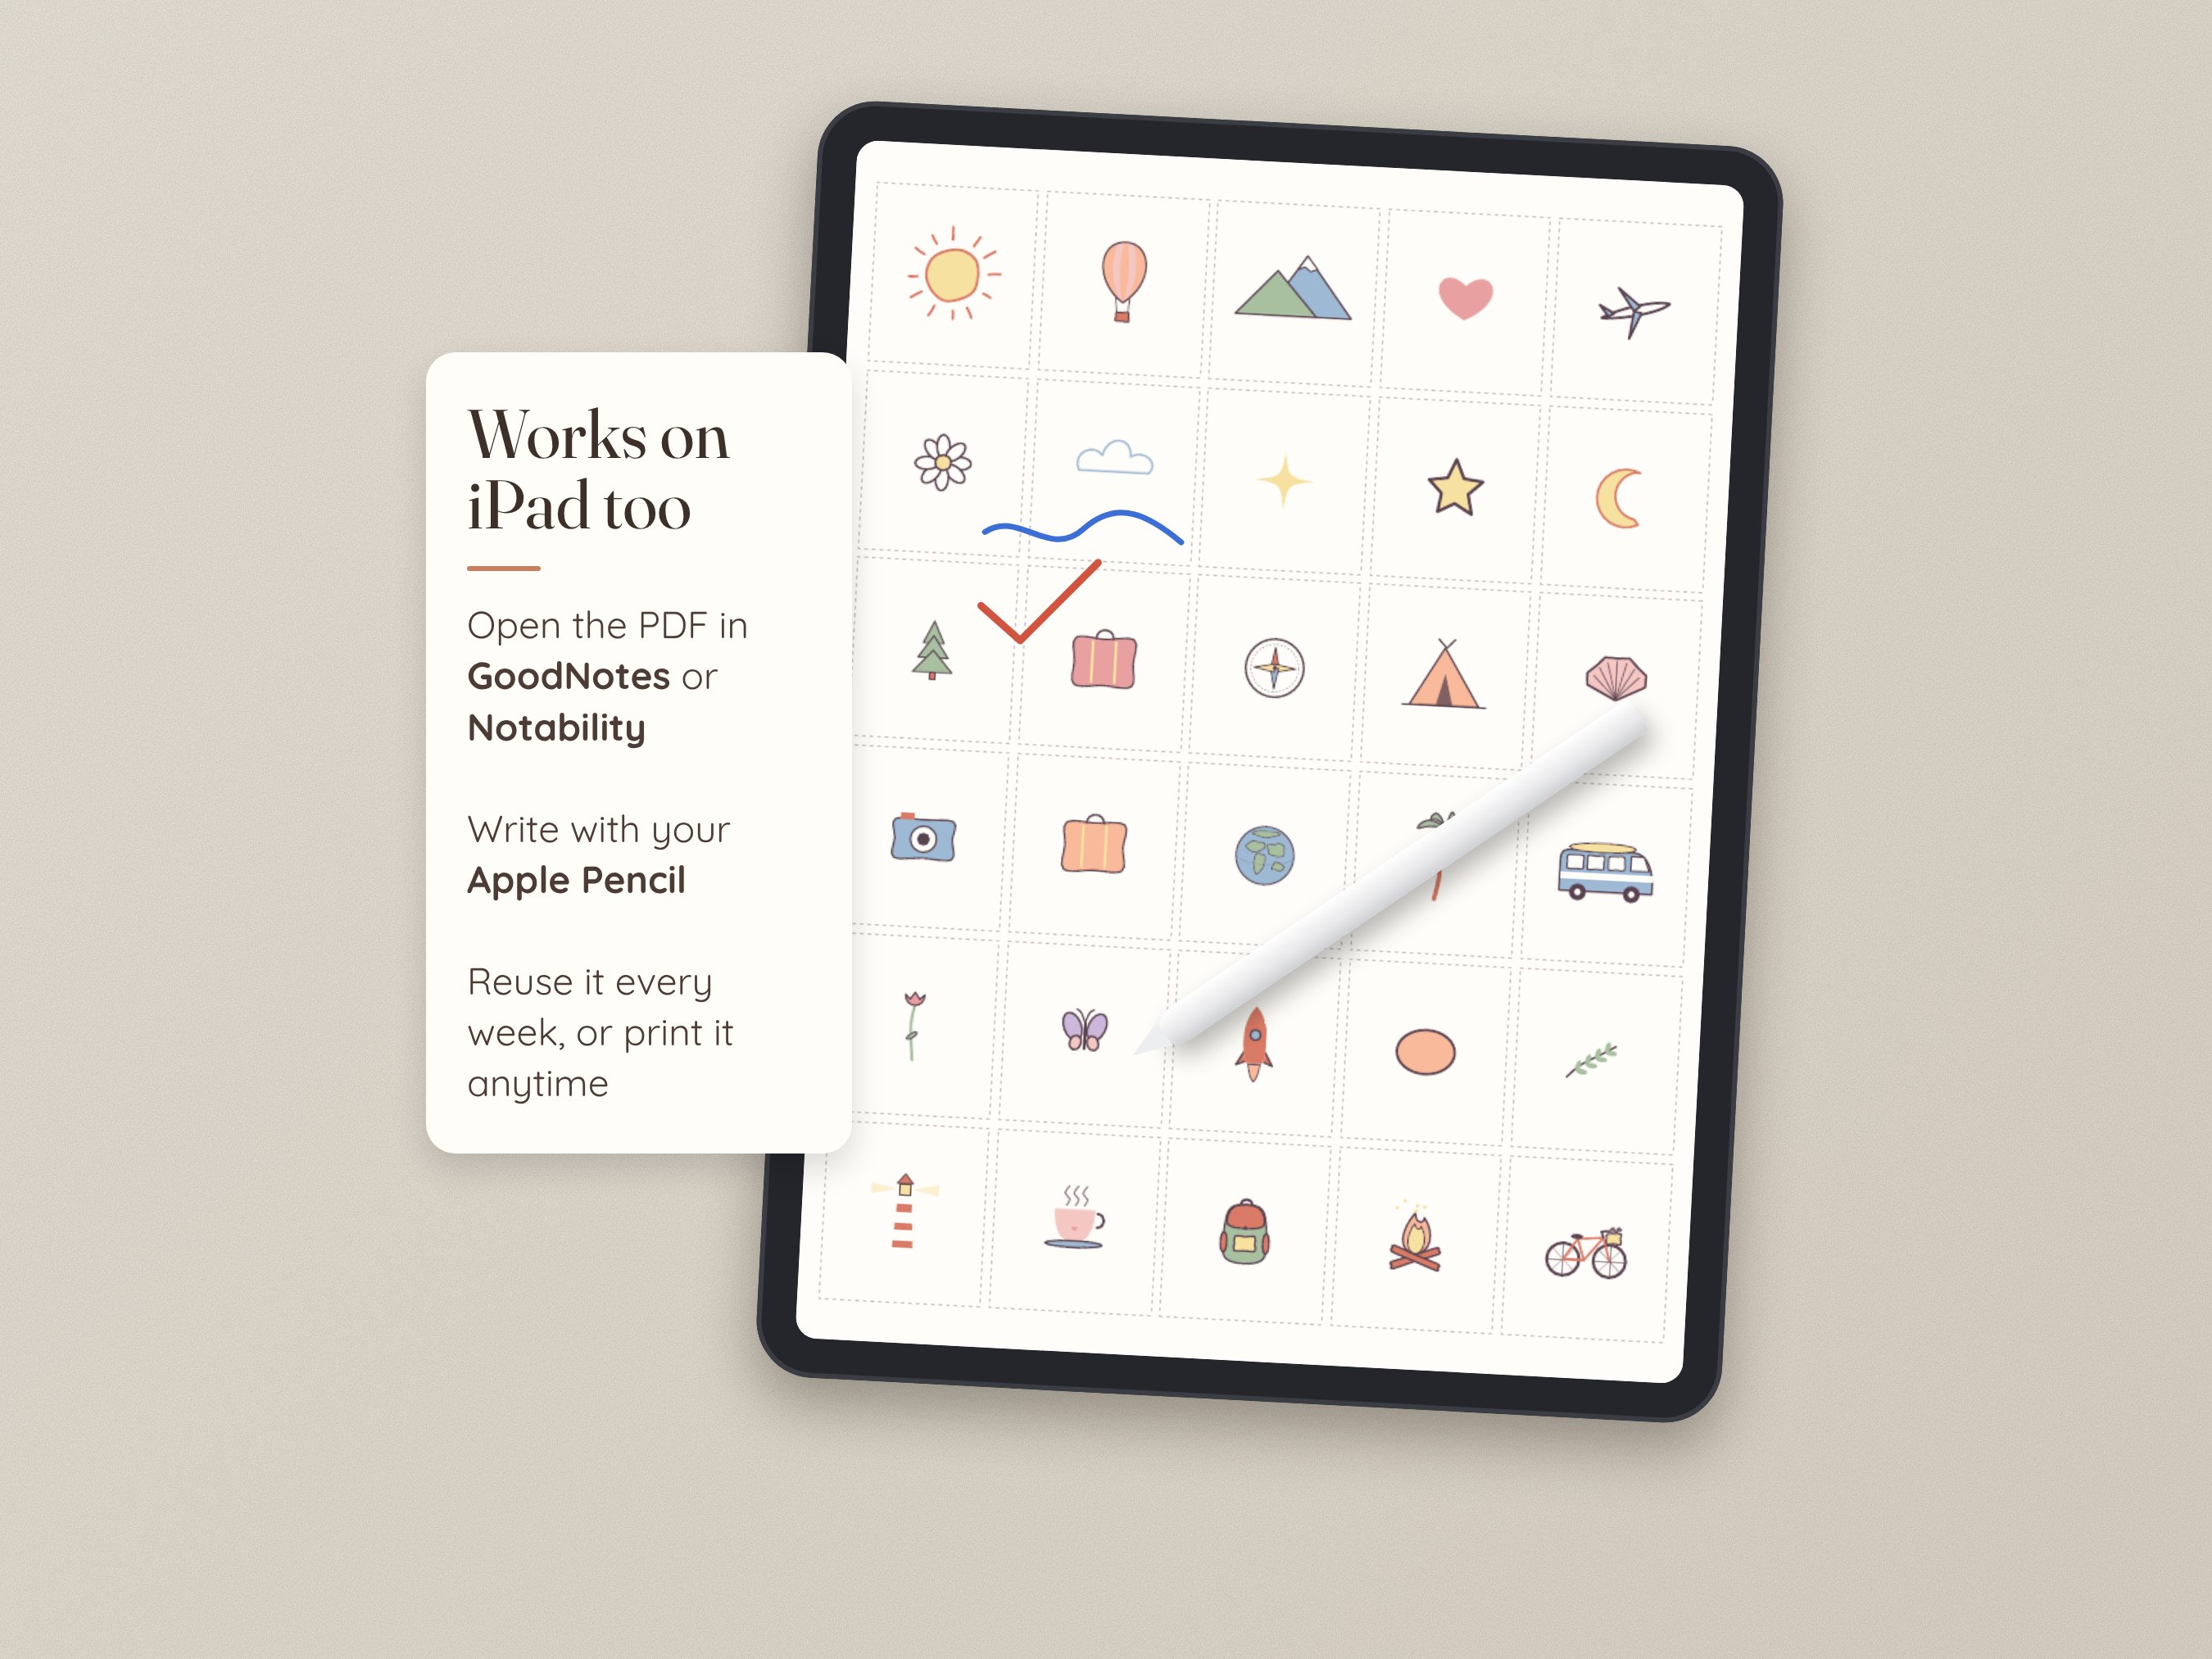 Works on
iPad too
Open the PDF in
GoodNotes or
Notability
Write with your
Apple Pencil
Reuse it every
week, or print it
anytime